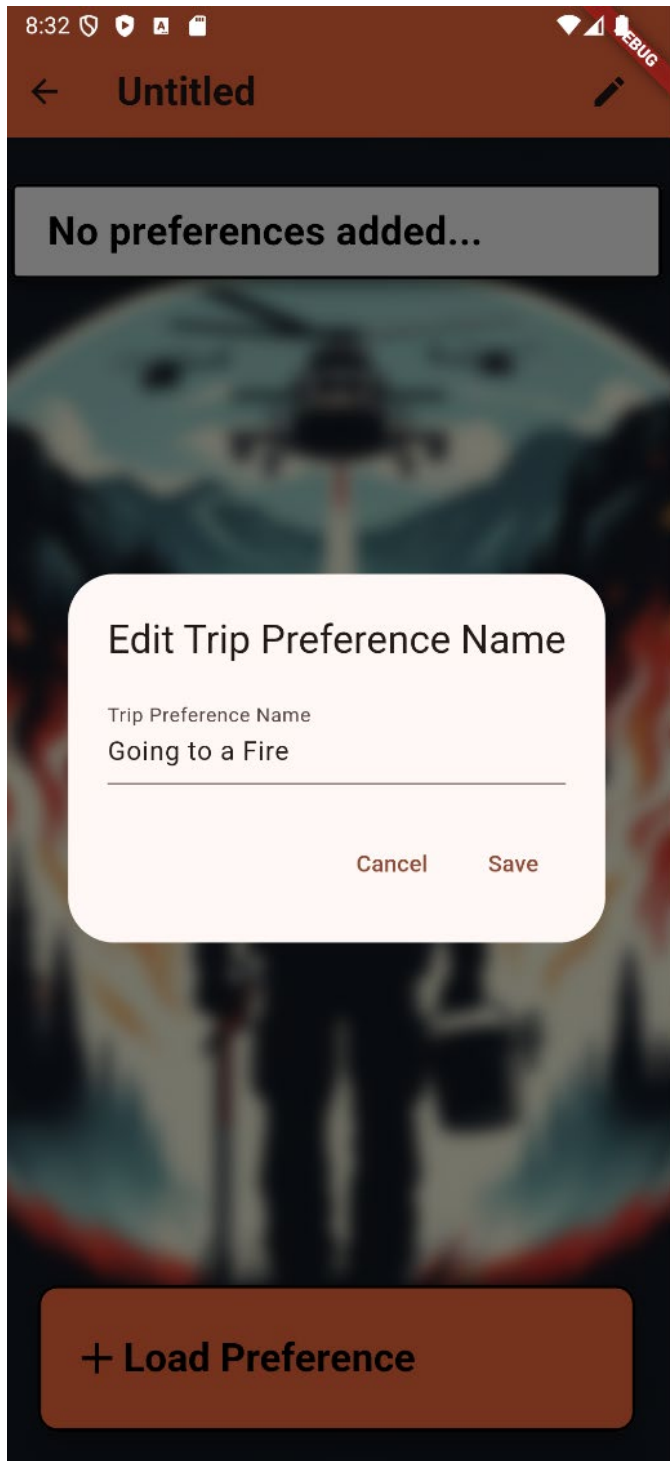 8:32
DEBUG
Untitled
No preferences added...
Edit Trip Preference Name
Trip Preference Name
Going to a Fire
Cancel Save
+ Load Preference